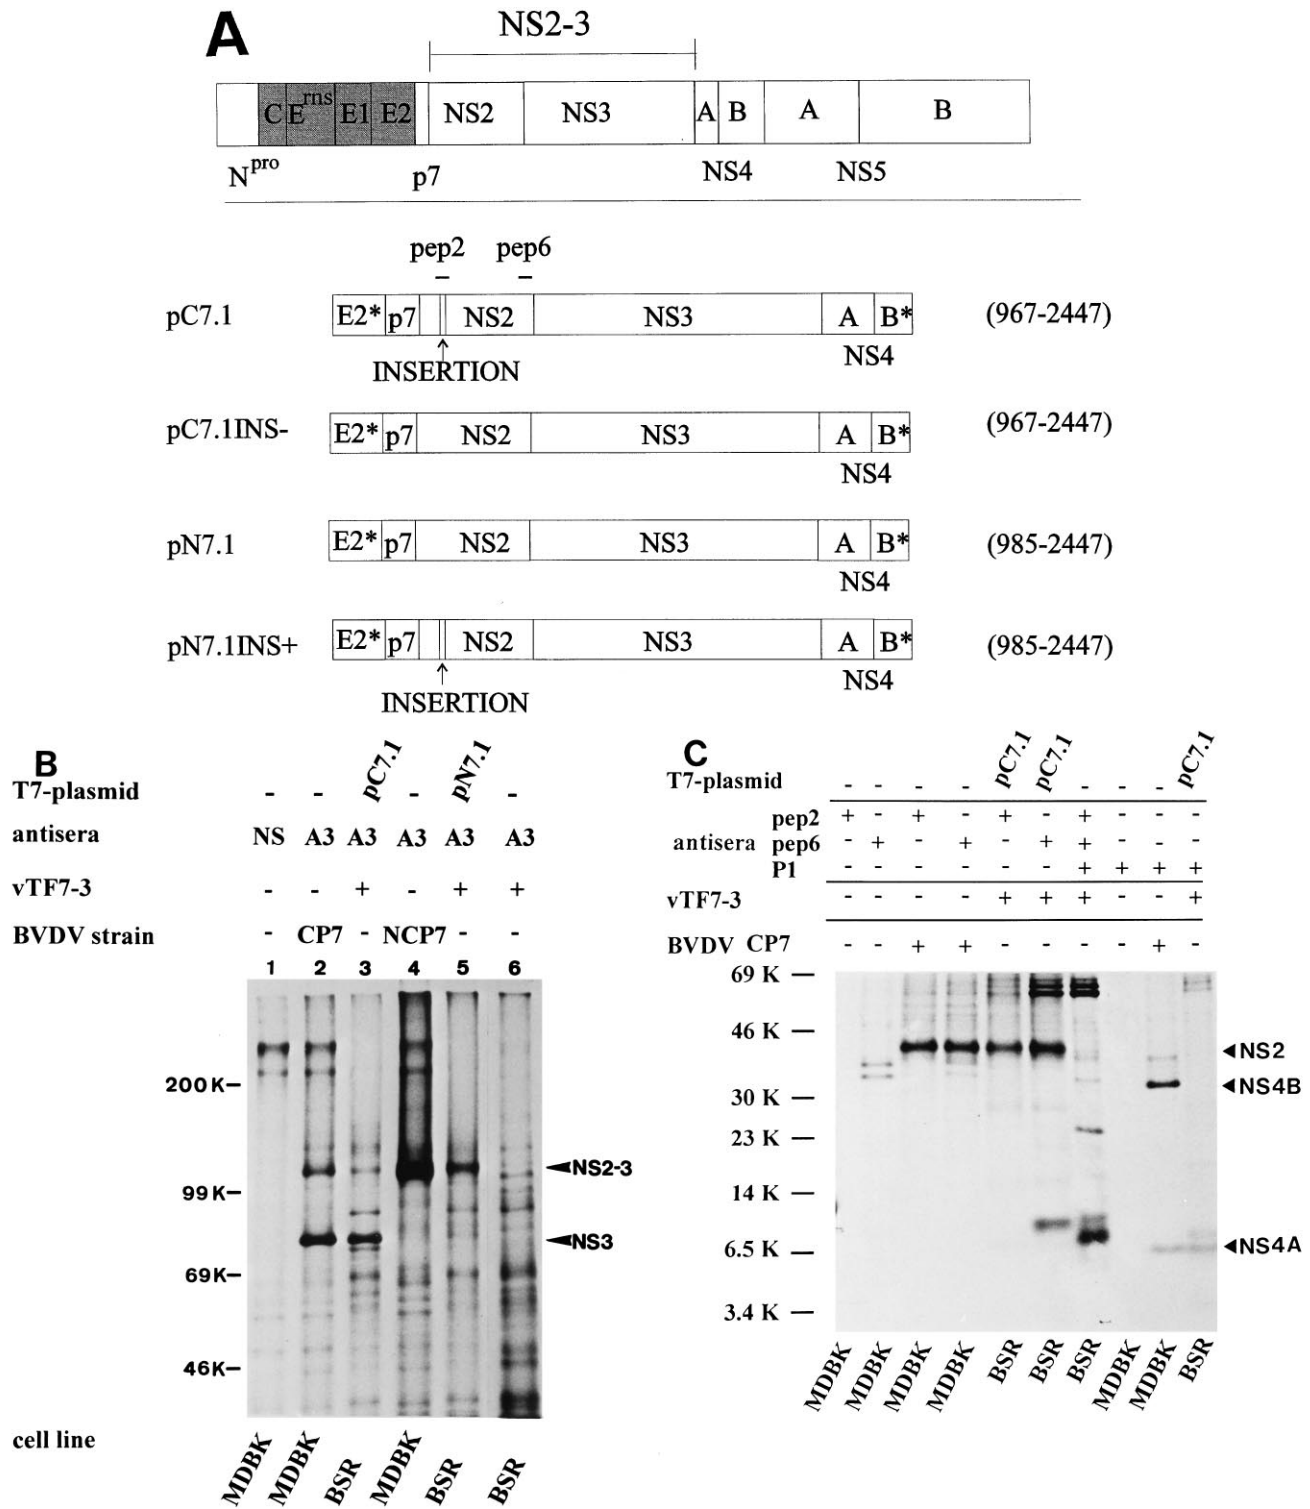 A
NS2-3
C E^rns E1 E2 NS2 NS3 A B A B
N^pro p7 NS4 NS5
pep2 pep6
pC7.1 E2* p7 NS2 NS3 A B* (967-2447)
NS4
INSERTION
pC7.1INS- E2* p7 NS2 NS3 A B* (967-2447)
NS4
pN7.1 E2* p7 NS2 NS3 A B* (985-2447)
NS4
pN7.1INS+ E2* p7 NS2 NS3 A B* (985-2447)
NS4
INSERTION
B
T7-plasmid - - pC7.1 - pN7.1 -
antisera NS A3 A3 A3 A3 A3
vTF7-3 - - + - + +
BVDV strain - CP7 - NCP7 - -
1 2 3 4 5 6
200K
NS2-3
99K
NS3
69K
46K
cell line MDBK MDBK BSR MDBK BSR BSR
C
T7-plasmid - - - - pC7.1 pC7.1 - - - pC7.1
pep2 + - + - + - + - - -
antisera pep6 - + - + - + + - - -
P1 - - - - - - + + + +
vTF7-3 - - - - + + + - - +
BVDV CP7 - - + + - - - - + -
69 K
46 K
NS2
NS4B
30 K
23 K
14 K
6.5 K
NS4A
3.4 K
MDBK MDBK MDBK MDBK BSR BSR BSR MDBK MDBK BSR